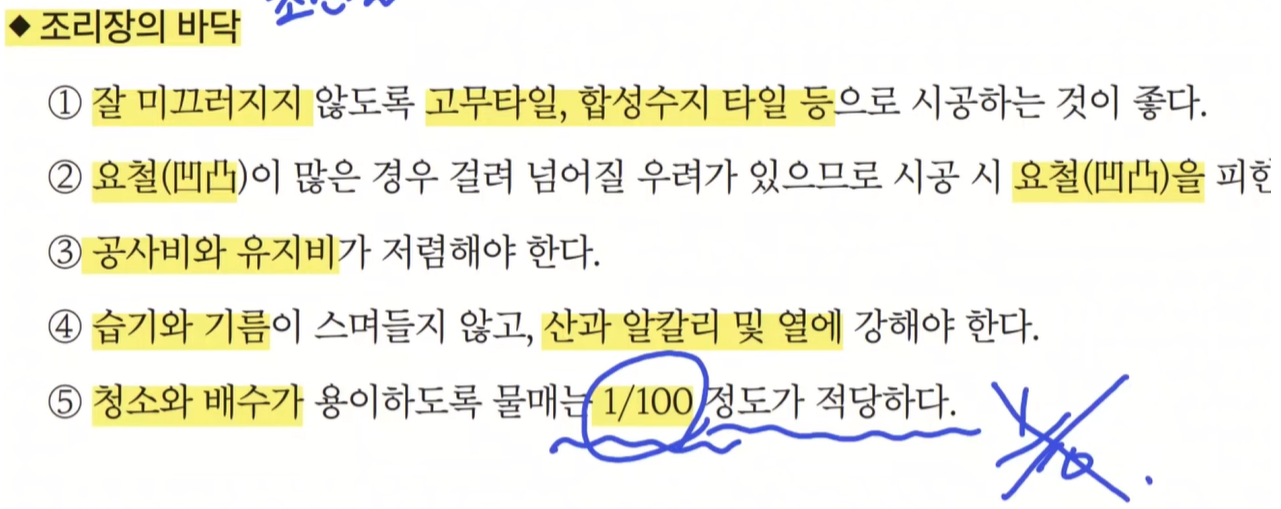 ◆ 조리장의 바닥
① 잘 미끄러지지 않도록 고무타일, 합성수지 타일 등으로 시공하는 것이 좋다.
② 요철(凹凸)이 많은 경우 걸려 넘어질 우려가 있으므로 시공 시 요철(凹凸)을 피한
③ 공사비와 유지비가 저렴해야 한다.
④ 습기와 기름이 스며들지 않고, 산과 알칼리 및 열에 강해야 한다.
⑤ 청소와 배수가 용이하도록 물매는 1/100 정도가 적당하다.